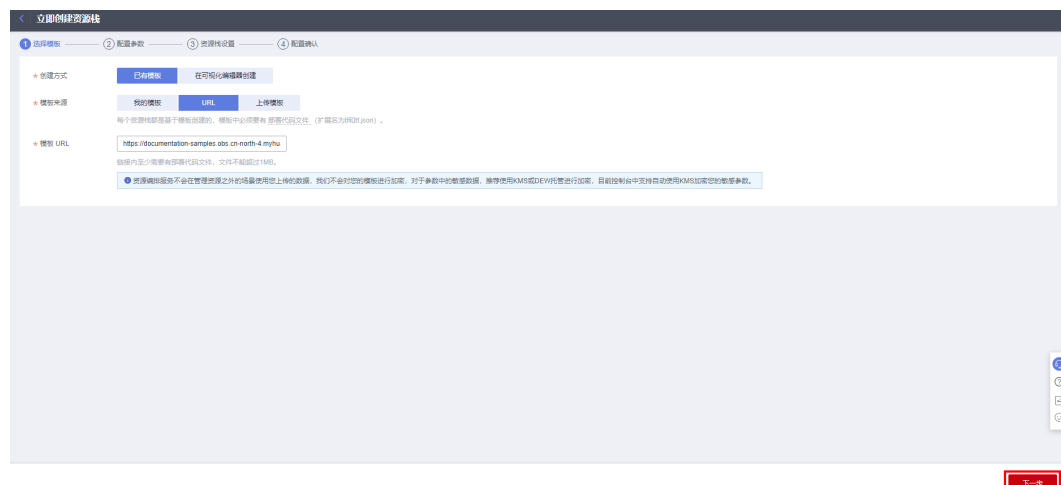 立即创建资源栈
1 选择模板 2 配置参数 3 资源栈设置 4 配置确认
* 创建方式 已有模板 在可视化编辑器创建
* 模板来源 我的模板 URL 上传模板
每个资源栈都是基于模板创建的，模板中必须要有 部署代码文件 (扩展名为tf和tf.json) 。
* 模板 URL https://documentation-samples.obs.cn-north-4.myhu
链接内至少需要有部署代码文件，文件不能超过1MB。
资源编排服务不会在管理资源之外的场景使用您上传的数据，我们不会对您的模板进行加密，对于参数中的敏感数据，推荐使用KMS或DEW托管进行加密，目前控制台中支持自动使用KMS加密您的敏感参数。
下一步